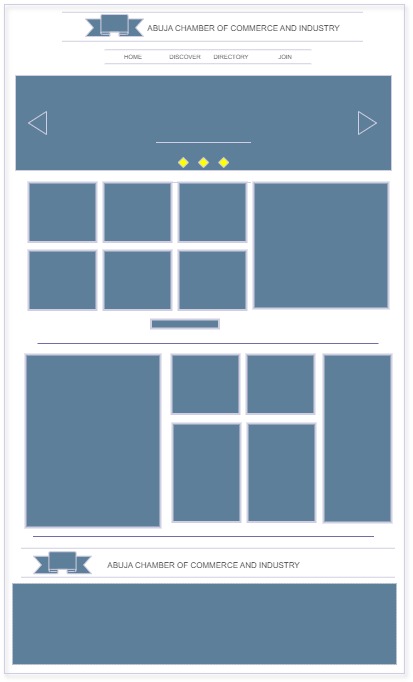 ABUJA CHAMBER OF COMMERCE AND INDUSTRY
HOME DISCOVER DIRECTORY JOIN
ABUJA CHAMBER OF COMMERCE AND INDUSTRY